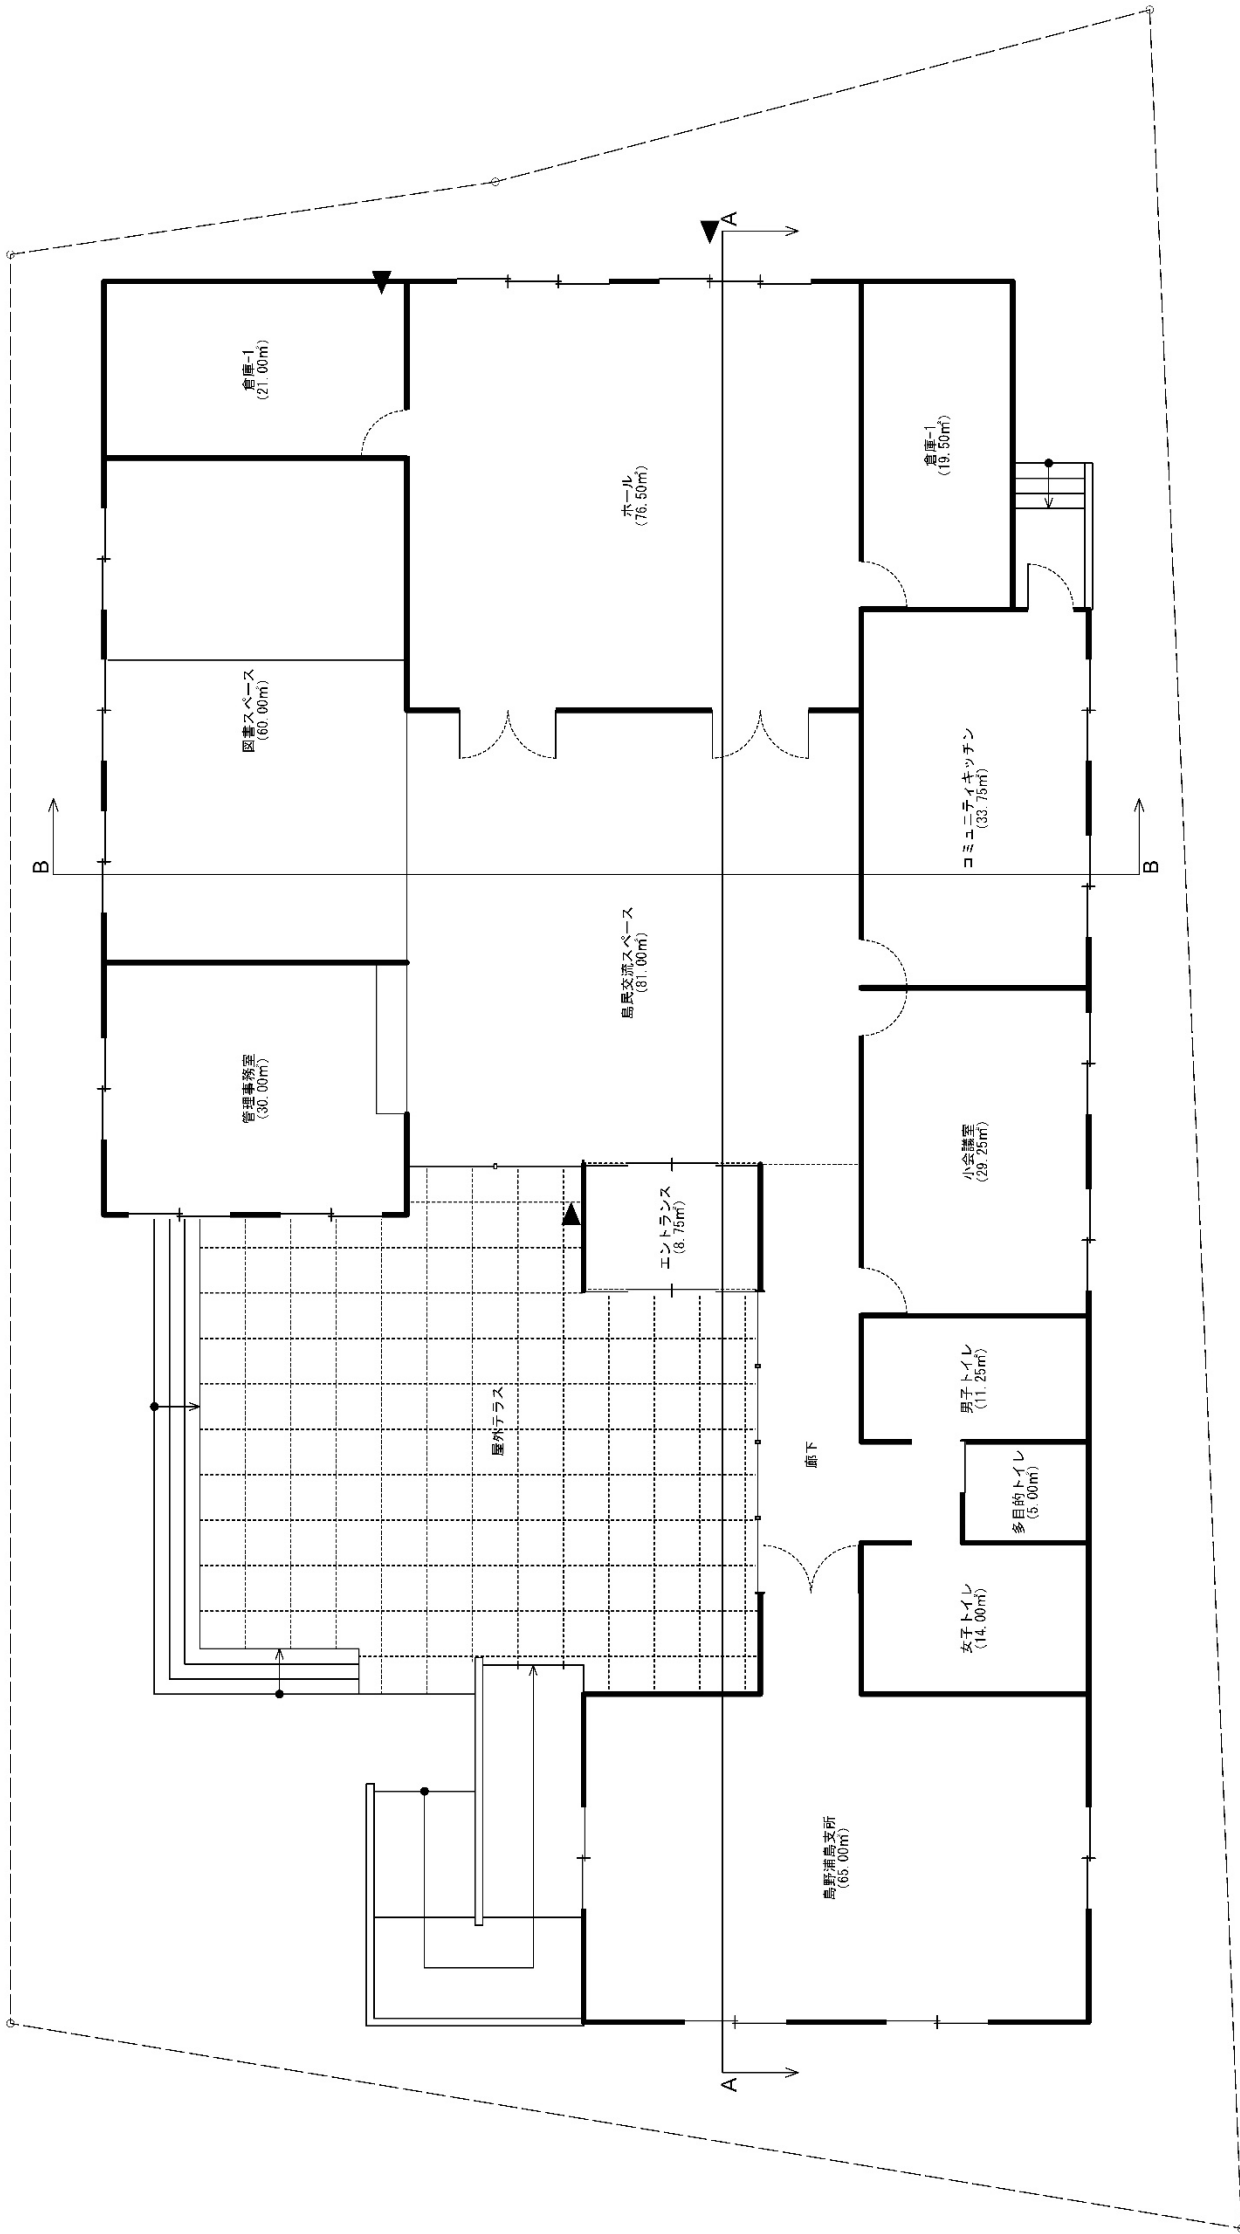 A
A
B
B
倉庫-1
(21.00㎡)
図書スペース
(60.00㎡)
管理事務室
(30.00㎡)
屋外テラス
ホール
(76.50㎡)
島民交流スペース
(81.00㎡)
エントランス
(8.75㎡)
廊下
島野浦島支所
(65.00㎡)
倉庫-1
(19.50㎡)
コミュニティキッチン
(33.75㎡)
小会議室
(29.25㎡)
男子トイレ
(11.25㎡)
多目的トイレ
(5.00㎡)
女子トイレ
(14.00㎡)